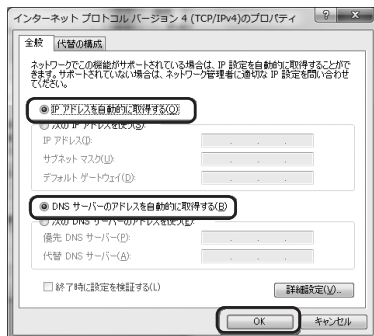 インターネット プロトコル バージョン 4 (TCP/IPv4)のプロパティ
全般 代替の構成
ネットワークでこの機能がサポートされている場合は、IP 設定を自動的に取得することがで
きます。サポートされていない場合は、ネットワーク管理者に適切な IP 設定を問い合わせ
てください。
IP アドレスを自動的に取得する(O)
次の IP アドレスを使う(S):
IP アドレス(I):
サブネット マスク(U):
デフォルト ゲートウェイ(D):
DNS サーバーのアドレスを自動的に取得する(B)
次の DNS サーバーのアドレスを使う(E):
優先 DNS サーバー(P):
代替 DNS サーバー(A):
終了時に設定を検証する(L)
詳細設定(V)...
OK キャンセル